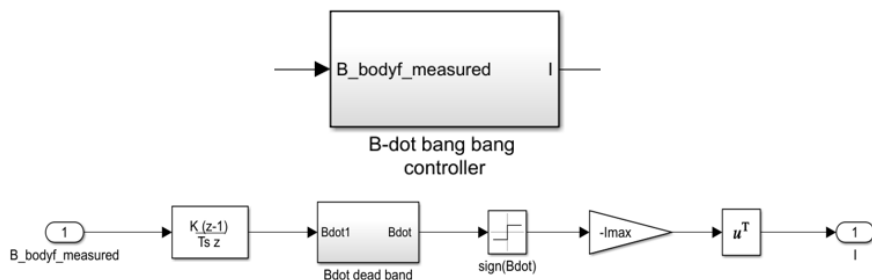 B_bodyf_measured I
B-dot bang bang
controller
1
B_bodyf_measured
K (z-1)
Ts z
Bdot1 Bdot
Bdot dead band
sign(Bdot)
-Imax
u^T
1
I